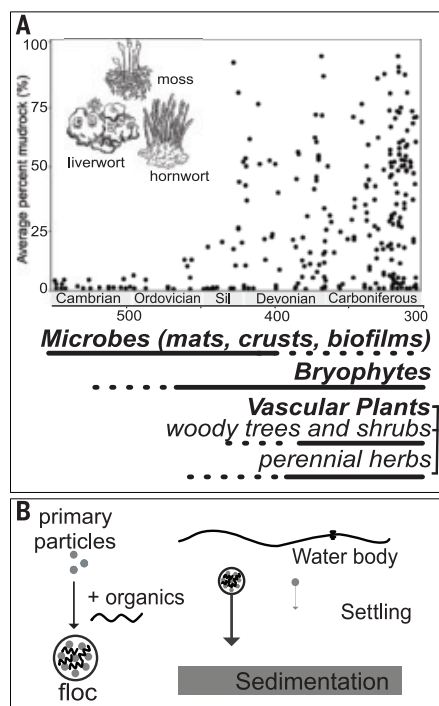 A
100
75
50
25
0
Average percent mudrock (%)
moss
liverwort
hornwort
Cambrian Ordovician Sil Devonian Carboniferous
500 400 300
Microbes (mats, crusts, biofilms)
Bryophytes
Vascular Plants
woody trees and shrubs
perennial herbs
B
primary
particles
+ organics
floc
Water body
Settling
Sedimentation